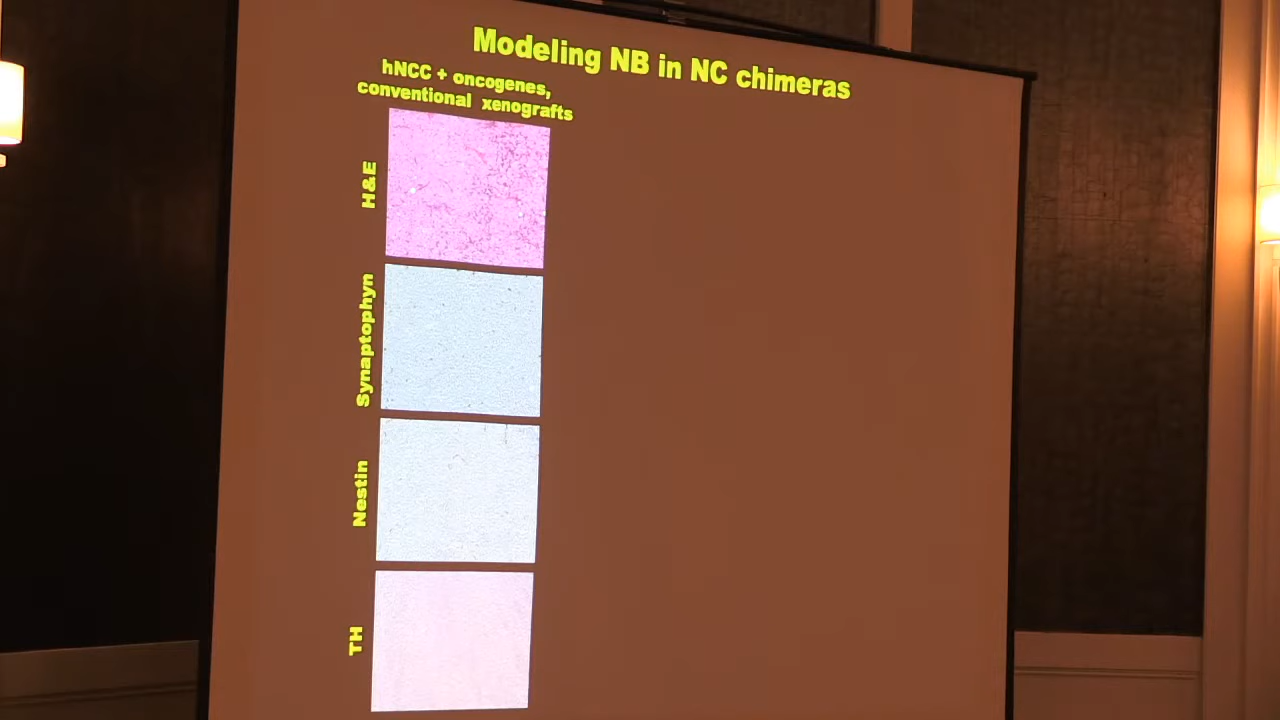 Modeling NB in NC chimeras
hNCC + oncogenes,
conventional xenografts
H&E
Synaptophyn
Nestin
TH